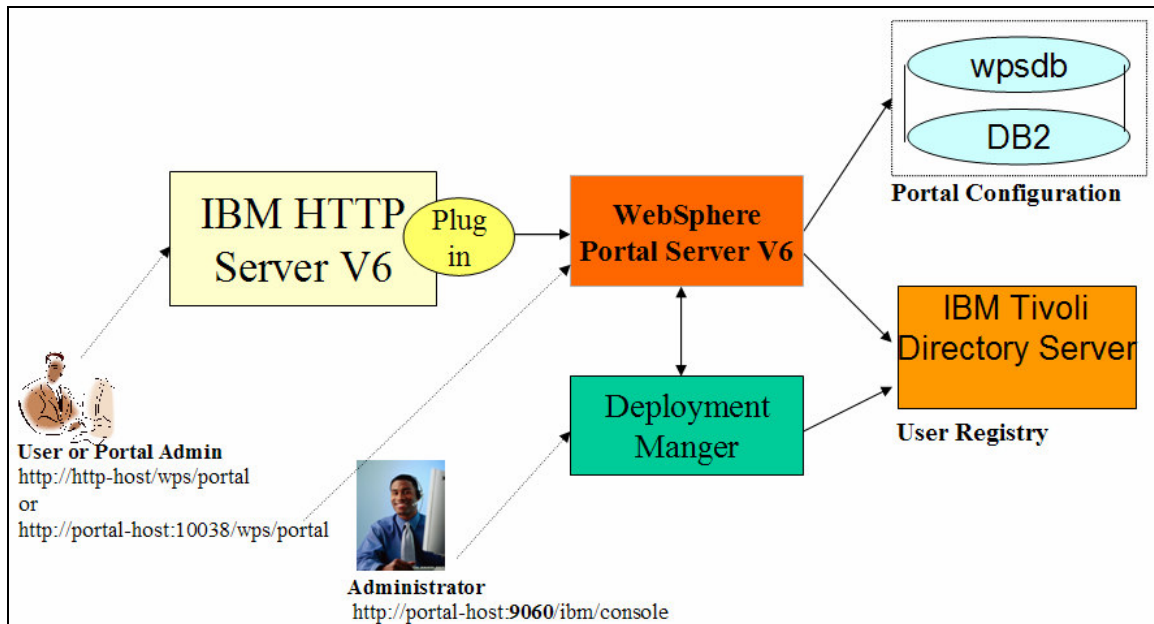 wpsdb
DB2
Portal Configuration
IBM HTTP
Server V6
Plug
in
WebSphere
Portal Server V6
IBM Tivoli
Directory Server
User Registry
Deployment
Manger
User or Portal Admin
http://http-host/wps/portal
or
http://portal-host:10038/wps/portal
Administrator
http://portal-host:9060/ibm/console